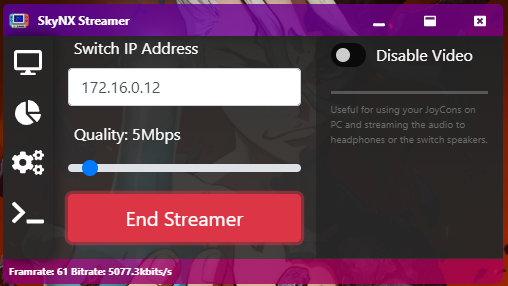 SkyNX Streamer
Switch IP Address
172.16.0.12
Quality: 5Mbps
End Streamer
Disable Video
Useful for using your JoyCons on
PC and streaming the audio to
headphones or the switch speakers.
Framrate: 61 Bitrate: 5077.3kbits/s